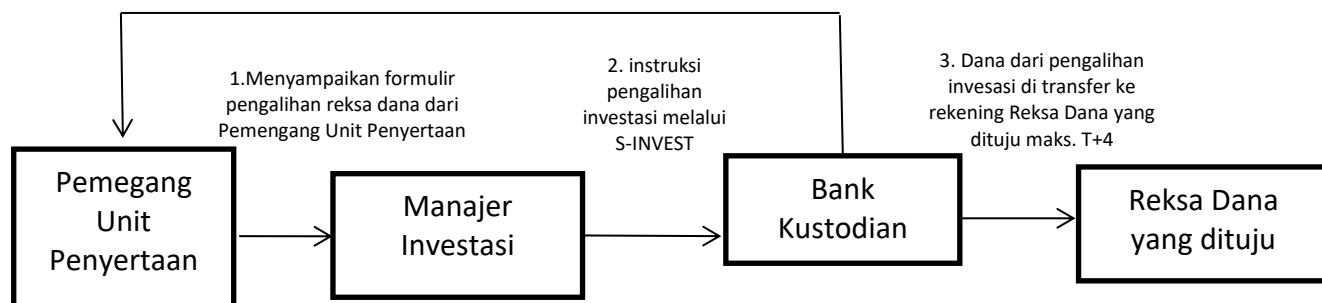 1.Menyampaikan formulir
pengalihan reksa dana dari
Pemengang Unit Penyertaan
2. instruksi
pengalihan
investasi melalui
S-INVEST
3. Dana dari pengalihan
invesasi di transfer ke
rekening Reksa Dana yang
dituju maks. T+4
Pemegang
Unit
Penyertaan
Manajer
Investasi
Bank
Kustodian
Reksa Dana
yang dituju